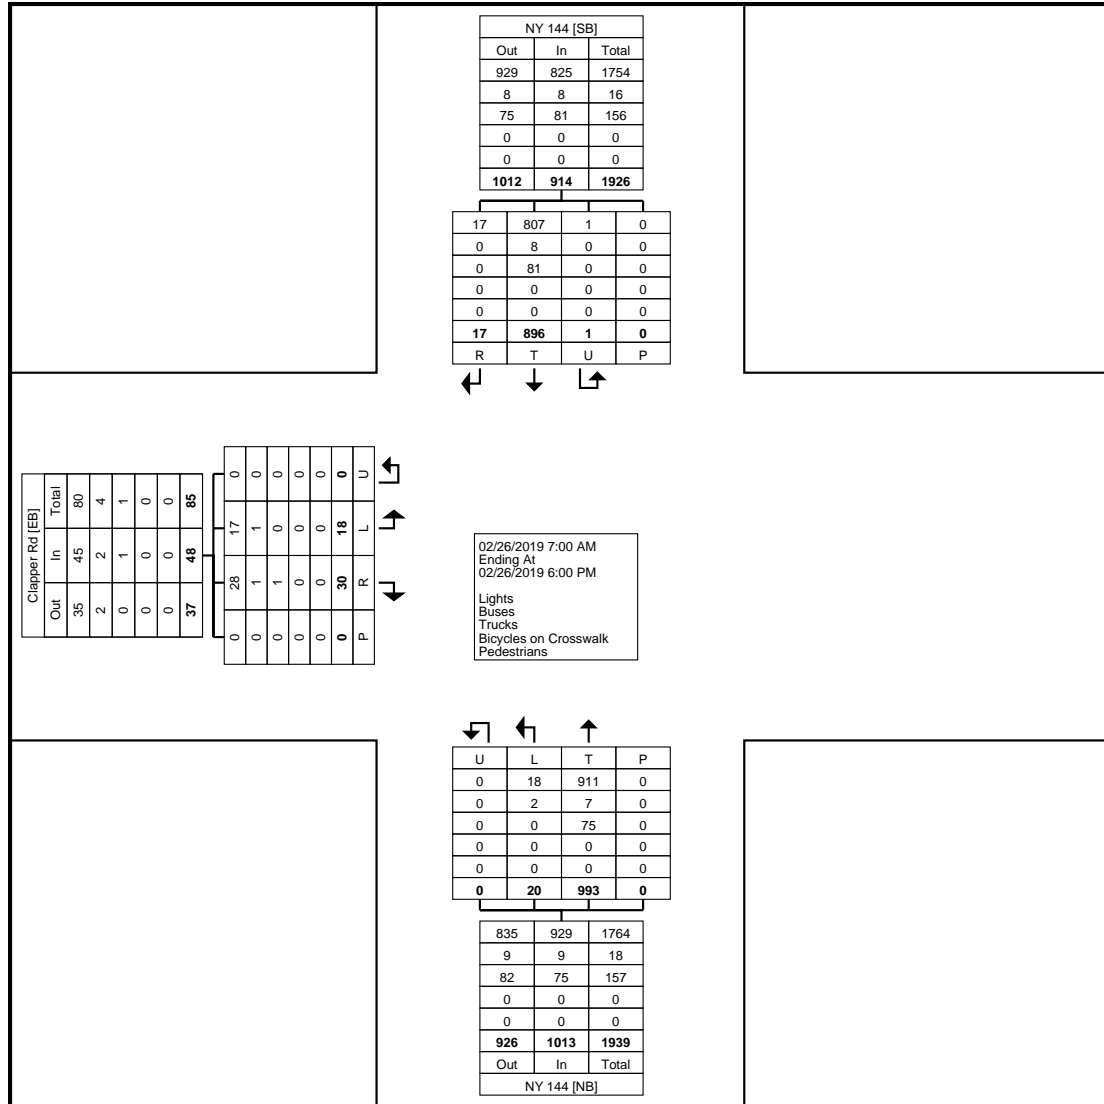 NY 144 [SB]
Out In Total
929 825 1754
8 8 16
75 81 156
0 0 0
0 0 0
1012 914 1926
17 807 1 0
0 8 0 0
0 81 0 0
0 0 0 0
0 0 0 0
17 896 1 0
R T U P
Clapper Rd [EB]
Out In Total
35 45 80
2 2 4
0 1 1
0 0 0
0 0 0
37 48 85
0 28 17 0
0 1 1 0
0 1 0 0
0 0 0 0
0 0 0 0
0 30 18 0
P R L U
02/26/2019 7:00 AM
Ending At
02/26/2019 6:00 PM
Lights
Buses
Trucks
Bicycles on Crosswalk
Pedestrians
U L T P
0 18 911 0
0 2 7 0
0 0 75 0
0 0 0 0
0 0 0 0
0 20 993 0
835 929 1764
9 9 18
82 75 157
0 0 0
0 0 0
926 1013 1939
Out In Total
NY 144 [NB]